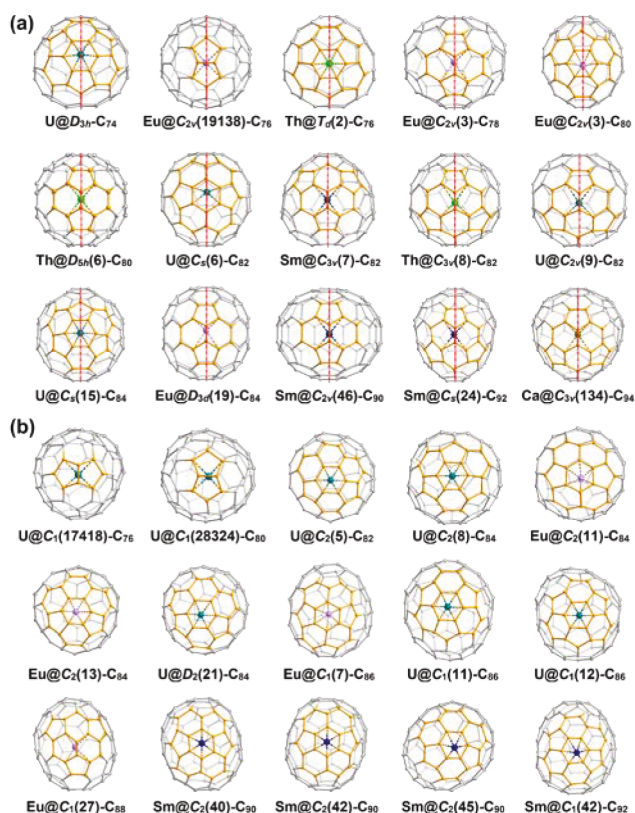 (a)
U@D3h-C74 Eu@C2v(19138)-C76 Th@Td(2)-C76 Eu@C2v(3)-C78 Eu@C2v(3)-C80
Th@D5h(6)-C80 U@Cs(6)-C82 Sm@C3v(7)-C82 Th@C3v(8)-C82 U@C2v(9)-C82
U@Cs(15)-C84 Eu@D3d(19)-C84 Sm@C2v(46)-C90 Sm@Cs(24)-C92 Ca@C3v(134)-C94
(b)
U@C1(17418)-C76 U@C1(28324)-C80 U@C2(5)-C82 U@C2(8)-C84 Eu@C2(11)-C84
Eu@C2(13)-C84 U@D2(21)-C84 Eu@C1(7)-C86 U@C1(11)-C86 U@C1(12)-C86
Eu@C1(27)-C88 Sm@C2(40)-C90 Sm@C2(42)-C90 Sm@C2(45)-C90 Sm@C1(42)-C92